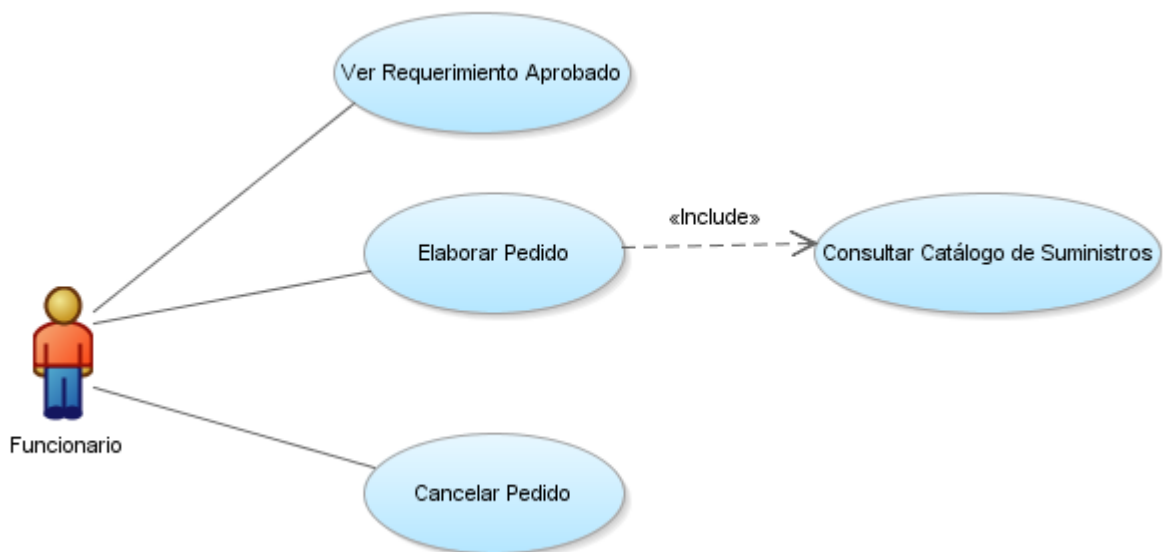 Ver Requerimiento Aprobado
«Include»
Elaborar Pedido
Consultar Catálogo de Suministros
Funcionario
Cancelar Pedido